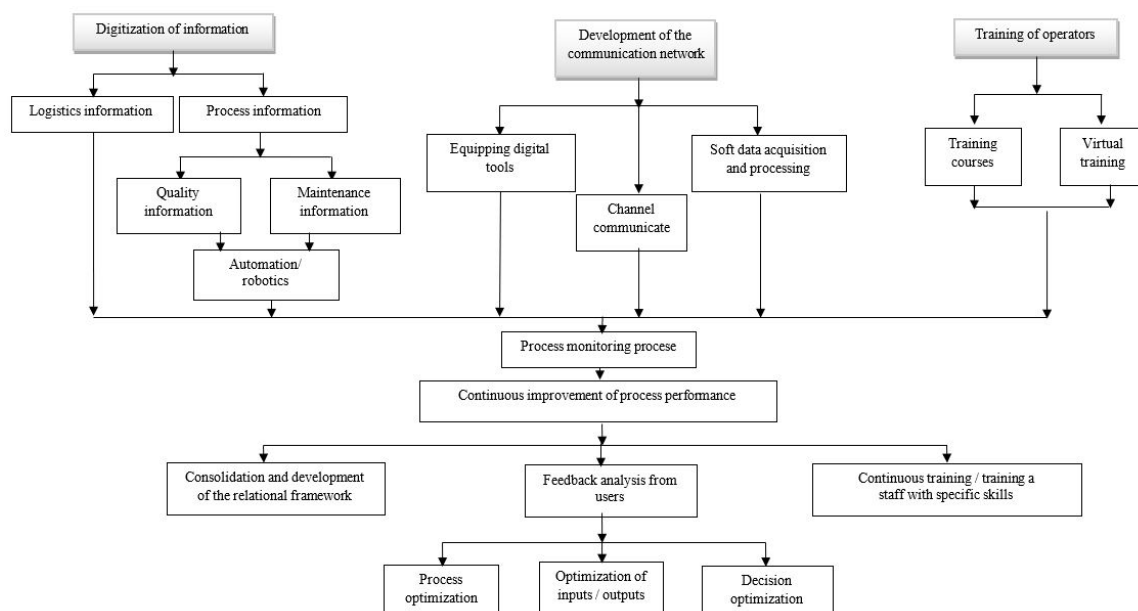 Digitization of information
Development of the
communication network
Training of operators
Logistics information
Process information
Equipping digital
tools
Soft data acquisition
and processing
Training
courses
Virtual
training
Quality
information
Maintenance
information
Channel
communicate
Automation/
robotics
Process monitoring procese
Continuous improvement of process performance
Consolidation and development
of the relational framework
Feedback analysis from
users
Continuous training / training a
staff with specific skills
Process
optimization
Optimization of
inputs / outputs
Decision
optimization